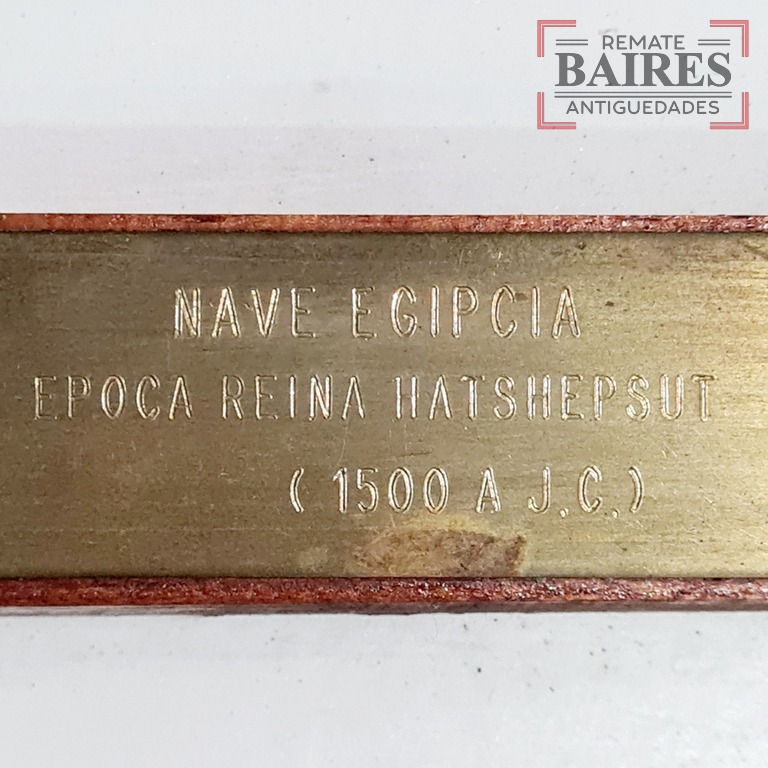 REMATE
BAIRES
ANTIGUEDADES
NAVE EGIPCIA
EPOCA REINA HATSHEPSUT
( 1500 A J.C.)